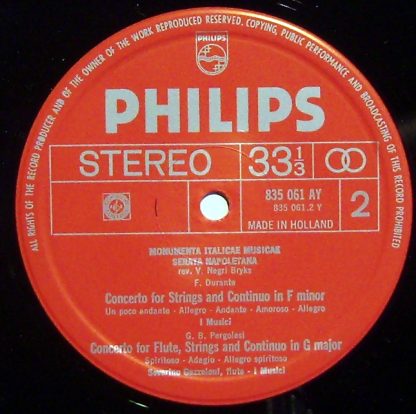 ALL RIGHTS OF THE RECORD PRODUCER AND OF THE OWNER OF THE WORK REPRODUCED RESERVED. COPYING, PUBLIC PERFORMANCE AND BROADCASTING OF THIS RECORD PROHIBITED
PHILIPS
PHILIPS
STEREO 33 1/3
835 061 AY
835 061.2 Y
MADE IN HOLLAND
2
MONUMENTA ITALICAE MUSICAE
SERATA NAPOLETANA
rev. V. Negri Bryks
F. Durante
Concerto for Strings and Continuo in F minor
Un poco andante - Allegro - Andante - Amoroso - Allegro
I Musici
G. B. Pergolesi
Concerto for Flute, Strings and Continuo in G major
Spiritoso - Adagio - Allegro spiritoso
Severino Gazzeloni, flute - I Musici